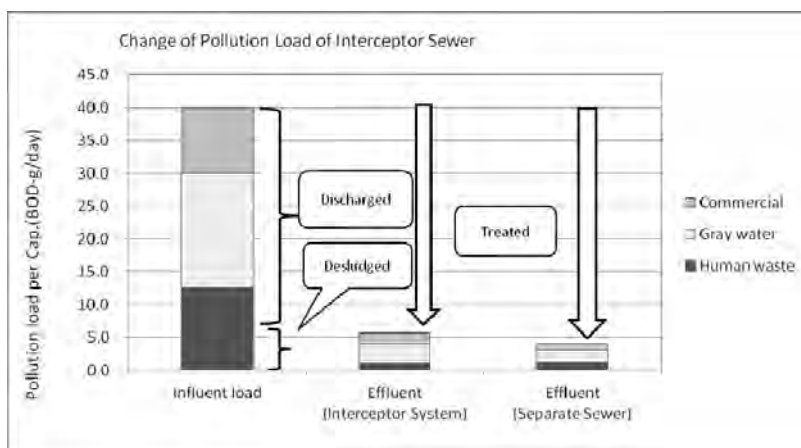 Change of Pollution Load of Interceptor Sewer
Pollution load per Cap.(BOD-g/day)
45.0
40.0
35.0
30.0
25.0
20.0
15.0
10.0
5.0
0.0
Discharged
Desludged
Treated
Commercial
Gray water
Human waste
Influent load
Effluent
(Interceptor System)
Effluent
(Separate Sewer)